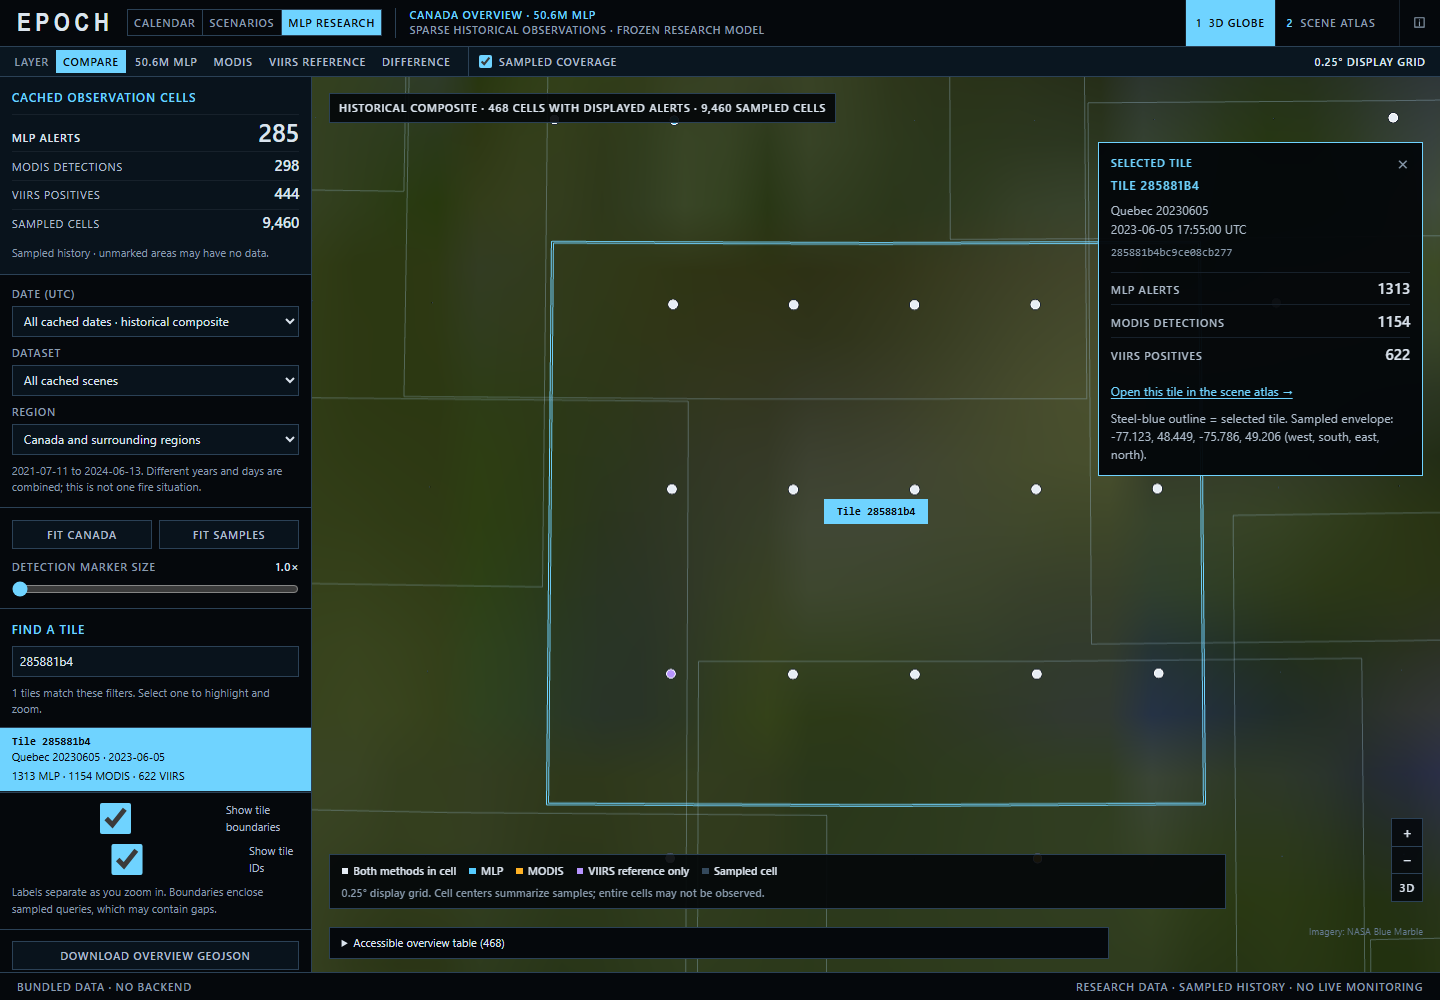 EPOCH
CALENDAR
SCENARIOS
MLP RESEARCH
CANADA OVERVIEW · 50.6M MLP
SPARSE HISTORICAL OBSERVATIONS · FROZEN RESEARCH MODEL
1 3D GLOBE
2 SCENE ATLAS
LAYER
COMPARE
50.6M MLP
MODIS
VIIRS REFERENCE
DIFFERENCE
SAMPLED COVERAGE
0.25° DISPLAY GRID
CACHED OBSERVATION CELLS
MLP ALERTS 285
MODIS DETECTIONS 298
VIIRS POSITIVES 444
SAMPLED CELLS 9,460
Sampled history · unmarked areas may have no data.
DATE (UTC)
All cached dates · historical composite
DATASET
All cached scenes
REGION
Canada and surrounding regions
2021-07-11 to 2024-06-13. Different years and days are
combined; this is not one fire situation.
FIT CANADA
FIT SAMPLES
DETECTION MARKER SIZE 1.0×
FIND A TILE
285881b4
1 tiles match these filters. Select one to highlight and
zoom.
Tile 285881b4
Quebec 20230605 · 2023-06-05
1313 MLP · 1154 MODIS · 622 VIIRS
Show tile
boundaries
Show tile
IDs
Labels separate as you zoom in. Boundaries enclose
sampled queries, which may contain gaps.
DOWNLOAD OVERVIEW GEOJSON
HISTORICAL COMPOSITE · 468 CELLS WITH DISPLAYED ALERTS · 9,460 SAMPLED CELLS
Tile 285881b4
SELECTED TILE
TILE 285881B4
Quebec 20230605
2023-06-05 17:55:00 UTC
285881b4bc9ce08cb277
MLP ALERTS 1313
MODIS DETECTIONS 1154
VIIRS POSITIVES 622
Open this tile in the scene atlas →
Steel-blue outline = selected tile. Sampled envelope:
-77.123, 48.449, -75.786, 49.206 (west, south, east,
north).
Both methods in cell
MLP
MODIS
VIIRS reference only
Sampled cell
0.25° display grid. Cell centers summarize samples; entire cells may not be observed.
Accessible overview table (468)
+
−
3D
Imagery: NASA Blue Marble
BUNDLED DATA · NO BACKEND
RESEARCH DATA · SAMPLED HISTORY · NO LIVE MONITORING